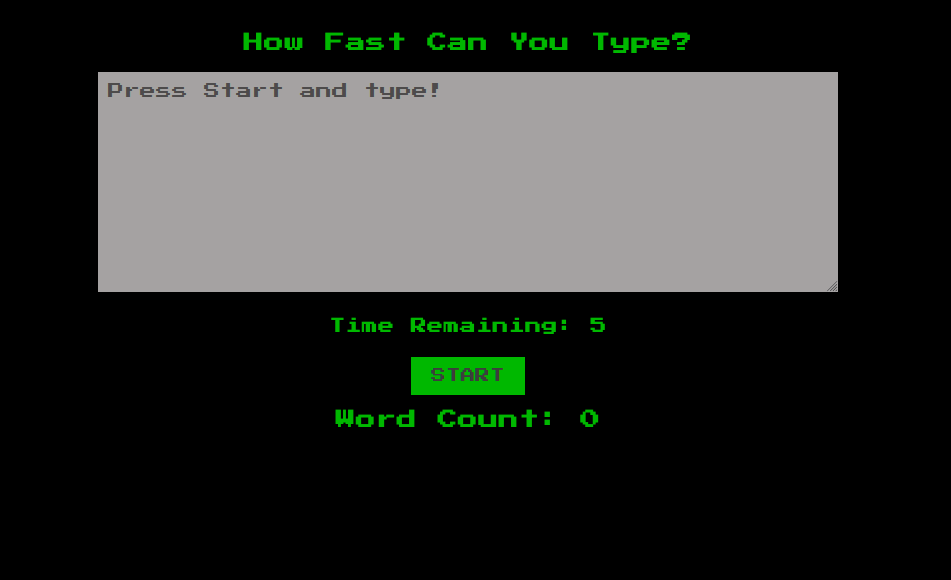 How Fast Can You Type?
Press Start and type!
Time Remaining: 5
START
Word Count: 0